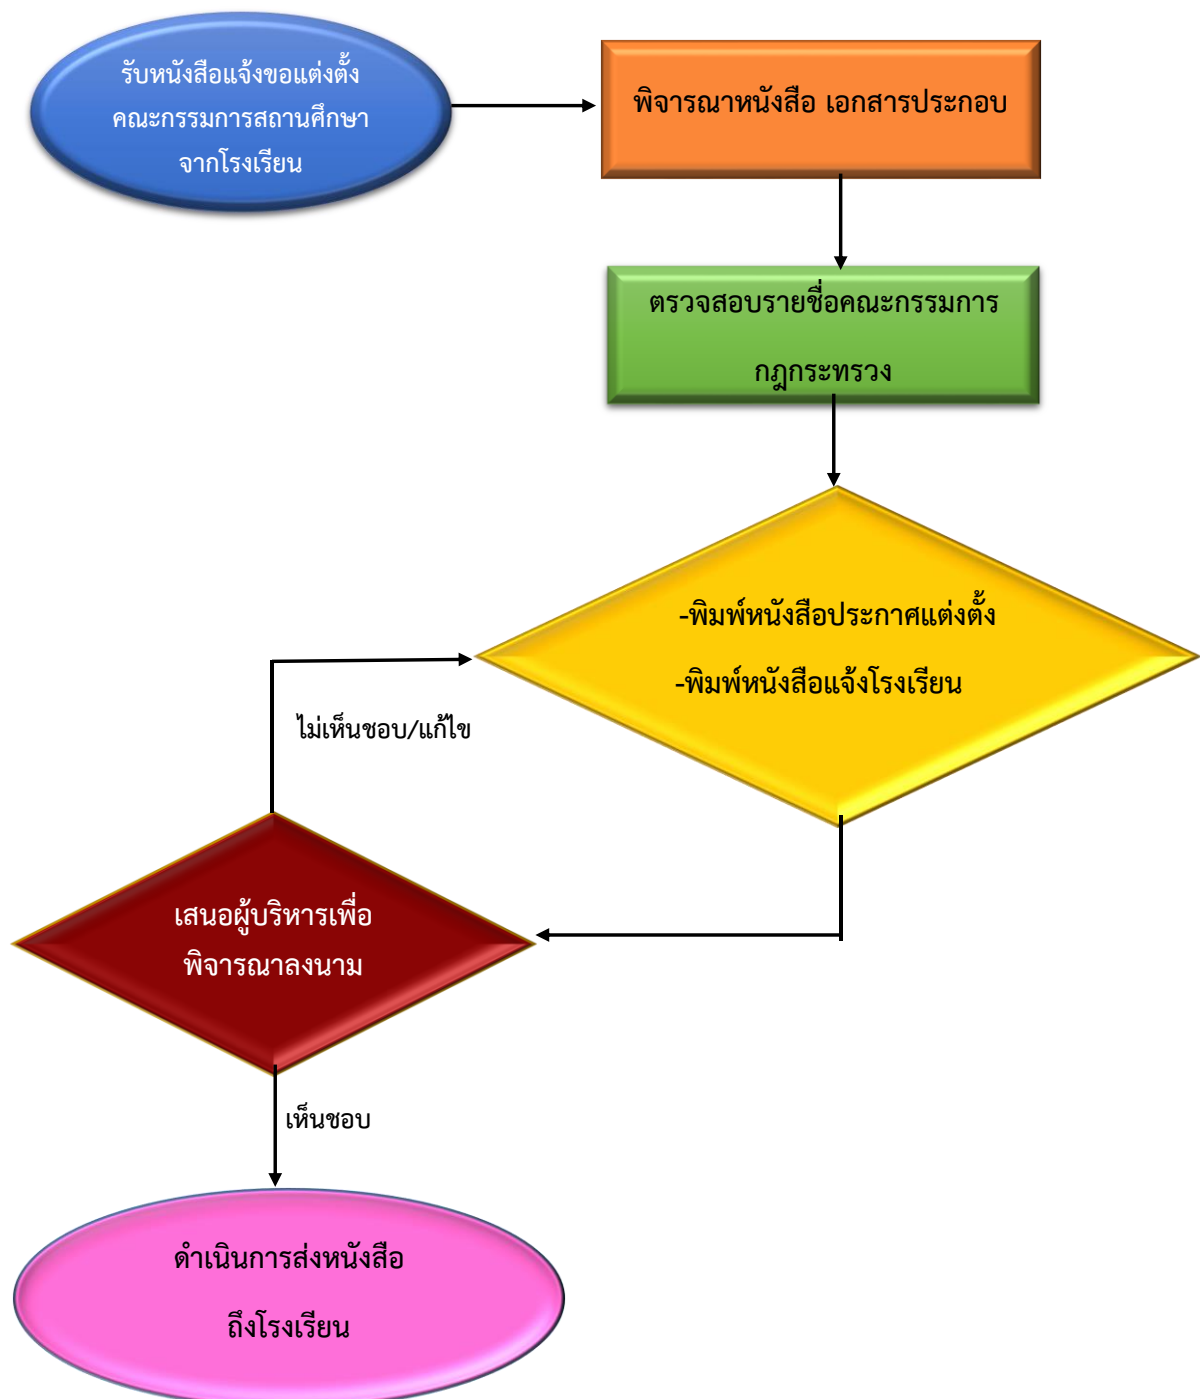 รับหนังสือแจ้งขอแต่งตั้ง
คณะกรรมการสถานศึกษา
จากโรงเรียน
พิจารณาหนังสือ เอกสารประกอบ
ตรวจสอบรายชื่อคณะกรรมการ
กฎกระทรวง
-พิมพ์หนังสือประกาศแต่งตั้ง
-พิมพ์หนังสือแจ้งโรงเรียน
ไม่เห็นชอบ/แก้ไข
เสนอผู้บริหารเพื่อ
พิจารณาลงนาม
เห็นชอบ
ดำเนินการส่งหนังสือ
ถึงโรงเรียน